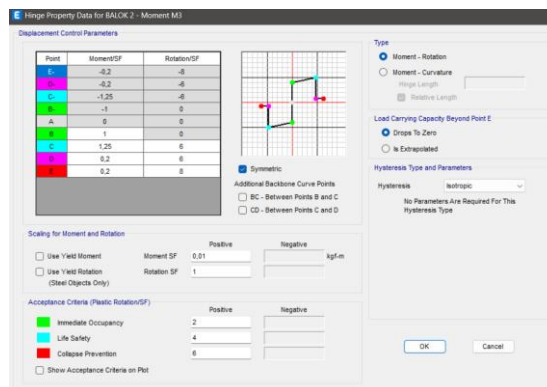 Hinge Property Data for BALOK 2 - Moment M3
Displacement Control Parameters
Point Moment/SF Rotation/SF
E- -0,2 -8
D- -0,2 -6
C- -1,25 -6
B- -1 0
A 0 0
B 1 0
C 1,25 6
D 0,2 6
E 0,2 8
Symmetric
Additional Backbone Curve Points
BC - Between Points B and C
CD - Between Points C and D
Scaling for Moment and Rotation
Positive Negative
Use Yield Moment Moment SF 0,01 kgf-m
Use Yield Rotation Rotation SF 1
(Steel Objects Only)
Acceptance Criteria (Plastic Rotation/SF)
Positive Negative
Immediate Occupancy 2
Life Safety 4
Collapse Prevention 6
Show Acceptance Criteria on Plot
Type
Moment - Rotation
Moment - Curvature
Hinge Length
Relative Length
Load Carrying Capacity Beyond Point E
Drops To Zero
Is Extrapolated
Hysteresis Type and Parameters
Hysteresis Isotropic
No Parameters Are Required For This
Hysteresis Type
OK Cancel